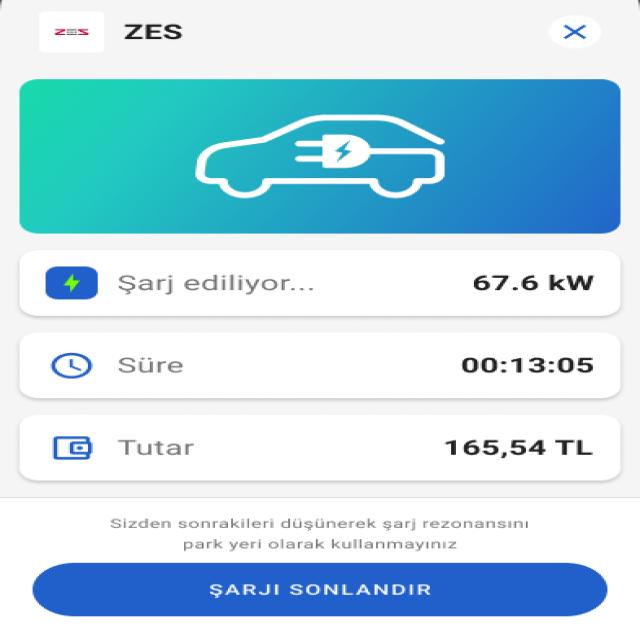 ZES
ZES
Şarj ediliyor...
67.6 kW
Süre
00:13:05
Tutar
165,54 TL
Sizden sonrakileri düşünerek şarj rezonansını
park yeri olarak kullanmayınız
ŞARJI SONLANDIR